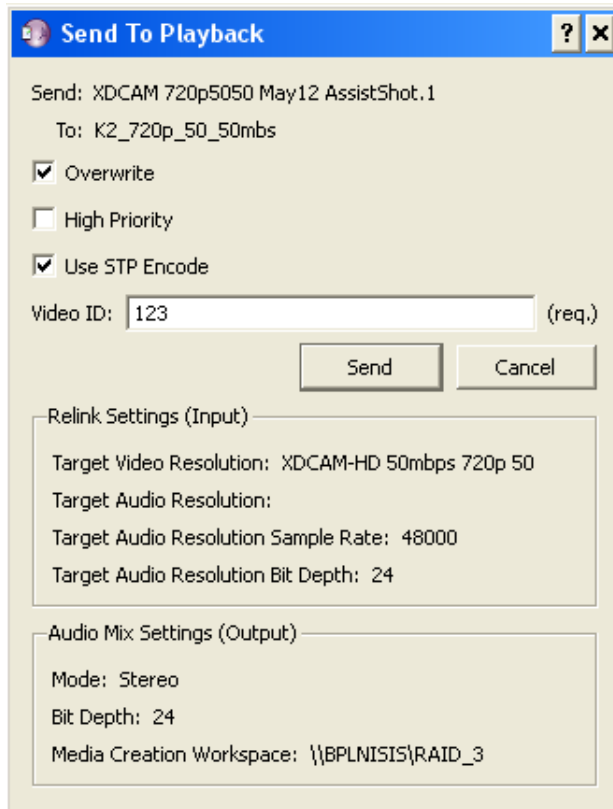 Send To Playback
? X
Send: XDCAM 720p5050 May12 AssistShot.1
To: K2_720p_50_50mbs
Overwrite
High Priority
Use STP Encode
Video ID: 123 (req.)
Send Cancel
Relink Settings (Input)
Target Video Resolution: XDCAM-HD 50mbps 720p 50
Target Audio Resolution:
Target Audio Resolution Sample Rate: 48000
Target Audio Resolution Bit Depth: 24
Audio Mix Settings (Output)
Mode: Stereo
Bit Depth: 24
Media Creation Workspace: \\BPLNISIS\RAID_3